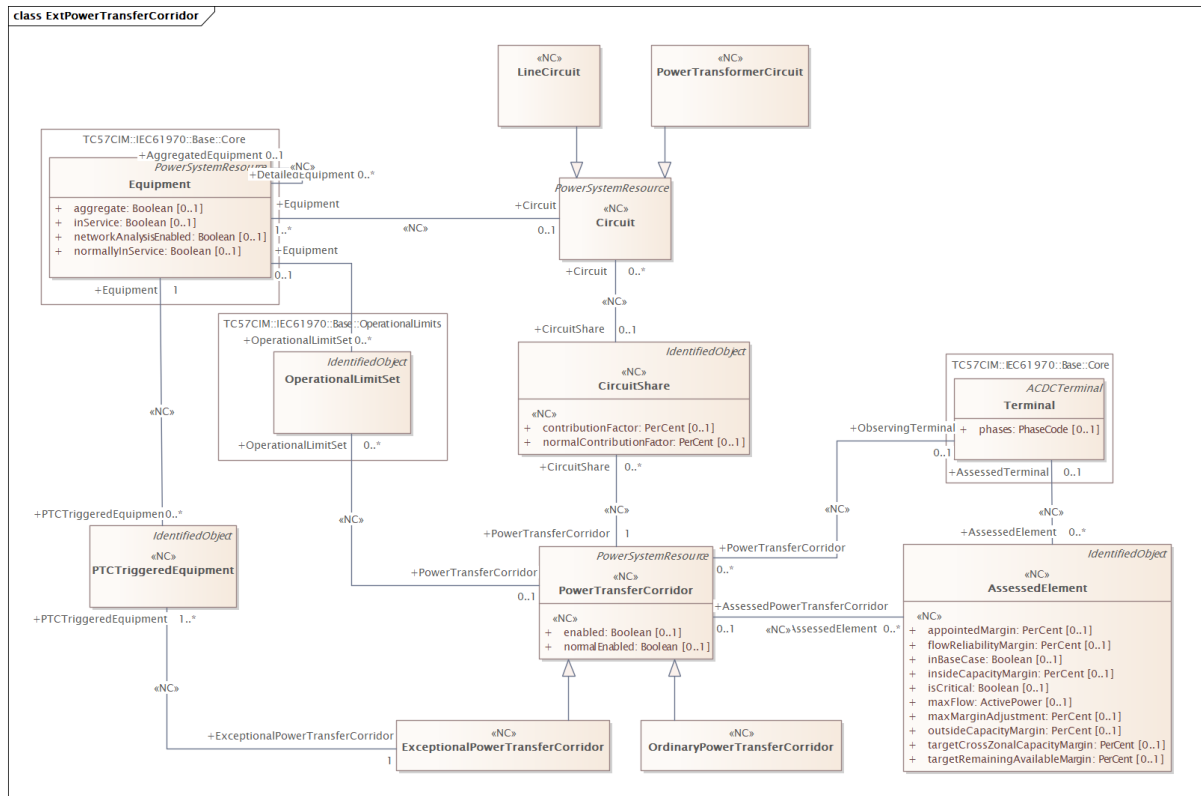 class ExtPowerTransferCorridor
«NC»
LineCircuit
«NC»
PowerTransformerCircuit
TC57CIM::IEC61970::Base::Core
+AggregatedEquipment 0..1
PowerSystemResource
«NC»
+DetailedEquipment 0..*
Equipment
+ aggregate: Boolean [0..1]
+ inService: Boolean [0..1]
+ networkAnalysisEnabled: Boolean [0..1]
+ normallyInService: Boolean [0..1]
+Equipment
1..*
«NC»
+Circuit
0..1
PowerSystemResource
«NC»
Circuit
+Equipment
0..1
+Equipment 1
+Circuit 0..*
«NC»
+CircuitShare 0..1
TC57CIM::IEC61970::Base::OperationalLimits
+OperationalLimitSet 0..*
IdentifiedObject
OperationalLimitSet
+OperationalLimitSet 0..*
IdentifiedObject
«NC»
CircuitShare
«NC»
+ contributionFactor: PerCent [0..1]
+ normalContributionFactor: PerCent [0..1]
+CircuitShare 0..*
TC57CIM::IEC61970::Base::Core
ACDCTerminal
Terminal
+ phases: PhaseCode [0..1]
+ObservingTerminal
0..1
+AssessedTerminal 0..1
«NC»
«NC»
«NC»
«NC»
«NC»
+PTCTriggeredEquipment 0..*
IdentifiedObject
«NC»
PTCTriggeredEquipment
+PTCTriggeredEquipment 1..*
+PowerTransferCorridor 1
+PowerTransferCorridor
0..1
PowerSystemResource
«NC»
PowerTransferCorridor
«NC»
+ enabled: Boolean [0..1]
+ normalEnabled: Boolean [0..1]
+PowerTransferCorridor
0..*
+AssessedPowerTransferCorridor
0..1
«NC»
AssessedElement 0..*
+AssessedElement 0..*
IdentifiedObject
«NC»
AssessedElement
«NC»
+ appointedMargin: PerCent [0..1]
+ flowReliabilityMargin: PerCent [0..1]
+ inBaseCase: Boolean [0..1]
+ insideCapacityMargin: PerCent [0..1]
+ isCritical: Boolean [0..1]
+ maxFlow: ActivePower [0..1]
+ maxMarginAdjustment: PerCent [0..1]
+ outsideCapacityMargin: PerCent [0..1]
+ targetCrossZonalCapacityMargin: PerCent [0..1]
+ targetRemainingAvailableMargin: PerCent [0..1]
«NC»
+ExceptionalPowerTransferCorridor
1
«NC»
ExceptionalPowerTransferCorridor
«NC»
OrdinaryPowerTransferCorridor